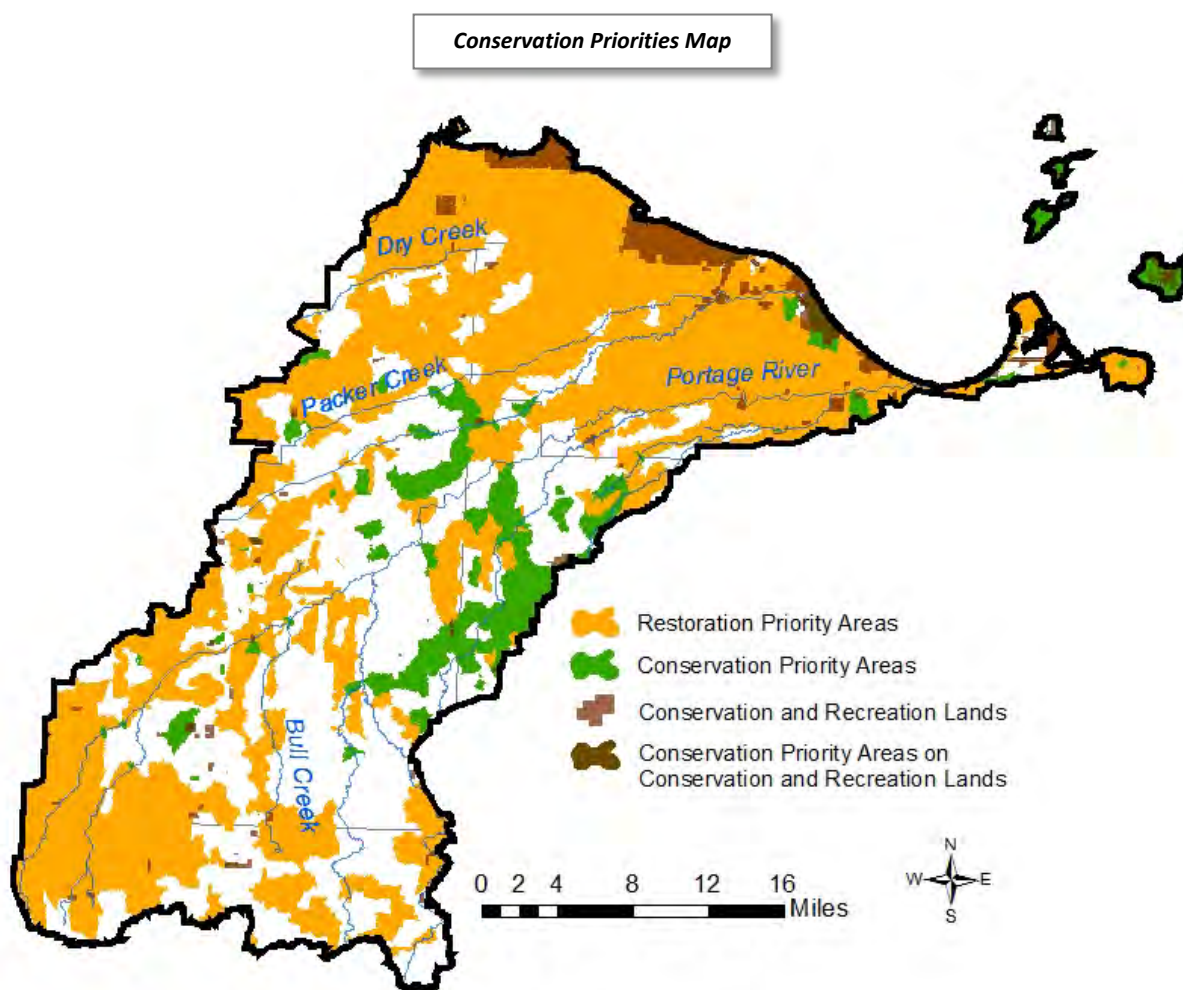 Conservation Priorities Map
Dry Creek
Packer Creek
Portage River
Bull Creek
Restoration Priority Areas
Conservation Priority Areas
Conservation and Recreation Lands
Conservation Priority Areas on
Conservation and Recreation Lands
0 2 4 8 12 16
Miles
N
W E
S